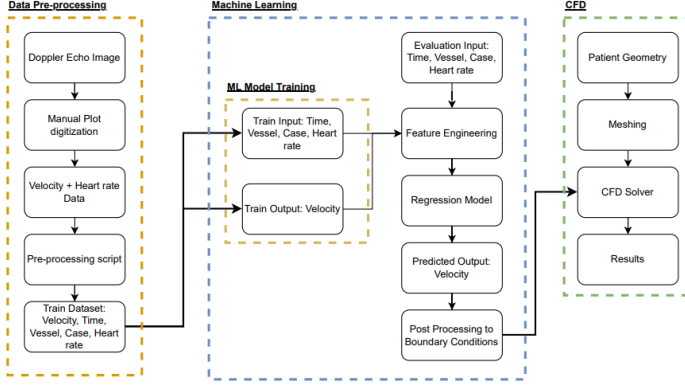 Data Pre-processing
Doppler Echo Image
Manual Plot
digitization
Velocity + Heart rate
Data
Pre-processing script
Train Dataset:
Velocity, Time,
Vessel, Case, Heart
rate
Machine Learning
ML Model Training
Train Input: Time,
Vessel, Case, Heart
rate
Train Output: Velocity
Evaluation Input:
Time, Vessel, Case,
Heart rate
Feature Engineering
Regression Model
Predicted Output:
Velocity
Post Processing to
Boundary Conditions
CFD
Patient Geometry
Meshing
CFD Solver
Results